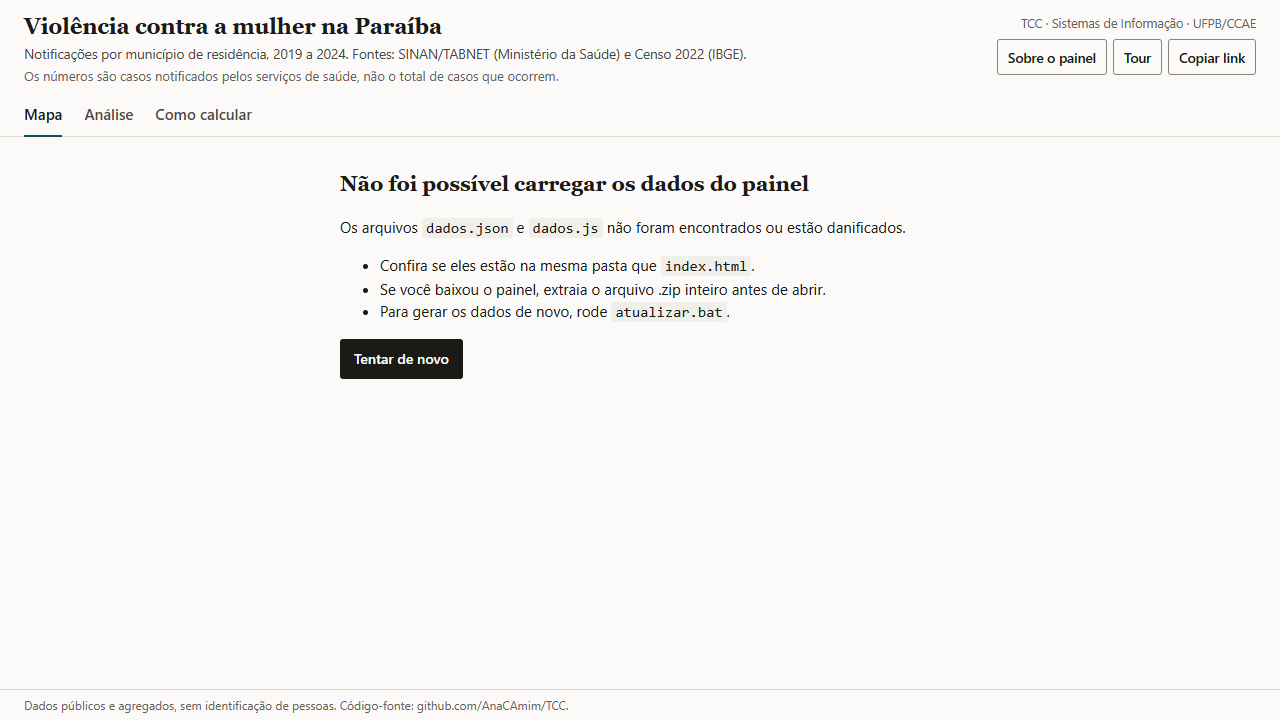 Violência contra a mulher na Paraíba
Notificações por município de residência, 2019 a 2024. Fontes: SINAN/TABNET (Ministério da Saúde) e Censo 2022 (IBGE).
Os números são casos notificados pelos serviços de saúde, não o total de casos que ocorrem.
TCC · Sistemas de Informação · UFPB/CCAE
Sobre o painel Tour Copiar link
Mapa Análise Como calcular
Não foi possível carregar os dados do painel
Os arquivos dados.json e dados.js não foram encontrados ou estão danificados.
• Confira se eles estão na mesma pasta que index.html.
• Se você baixou o painel, extraia o arquivo .zip inteiro antes de abrir.
• Para gerar os dados de novo, rode atualizar.bat.
Tentar de novo
Dados públicos e agregados, sem identificação de pessoas. Código-fonte: github.com/AnaCAmim/TCC.